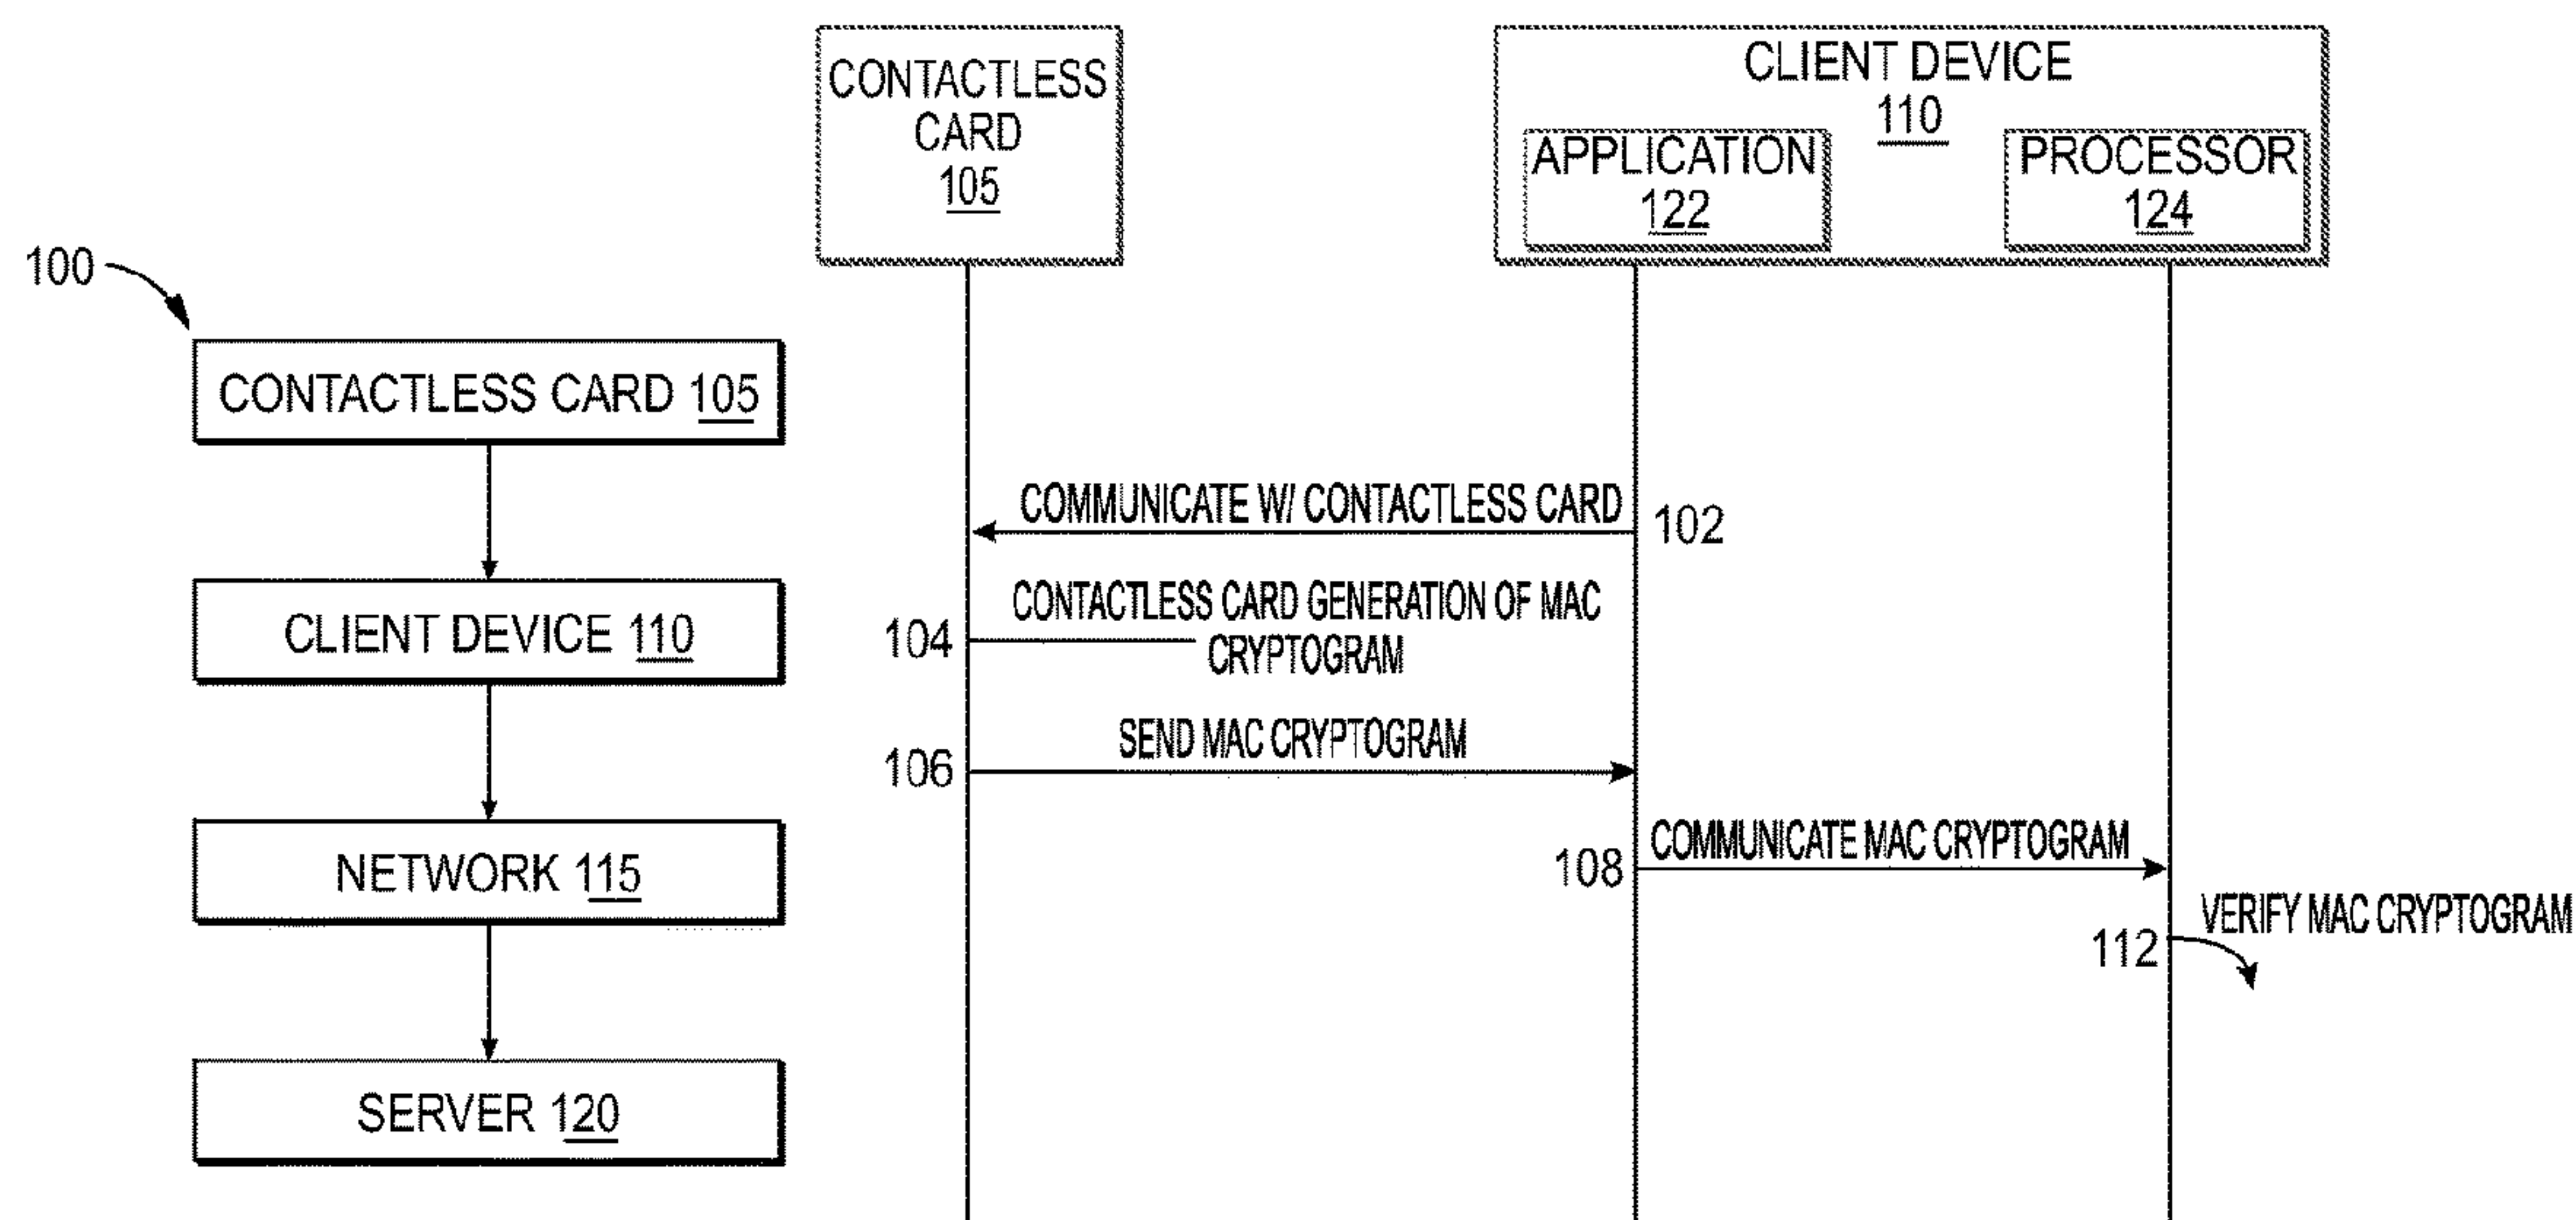 100
CONTACTLESS CARD 105
CLIENT DEVICE 110
NETWORK 115
SERVER 120
CONTACTLESS
CARD
105
CLIENT DEVICE
110
APPLICATION
122
PROCESSOR
124
COMMUNICATE W/ CONTACTLESS CARD
102
CONTACTLESS CARD GENERATION OF MAC
104
CRYPTOGRAM
SEND MAC CRYPTOGRAM
106
COMMUNICATE MAC CRYPTOGRAM
108
VERIFY MAC CRYPTOGRAM
112